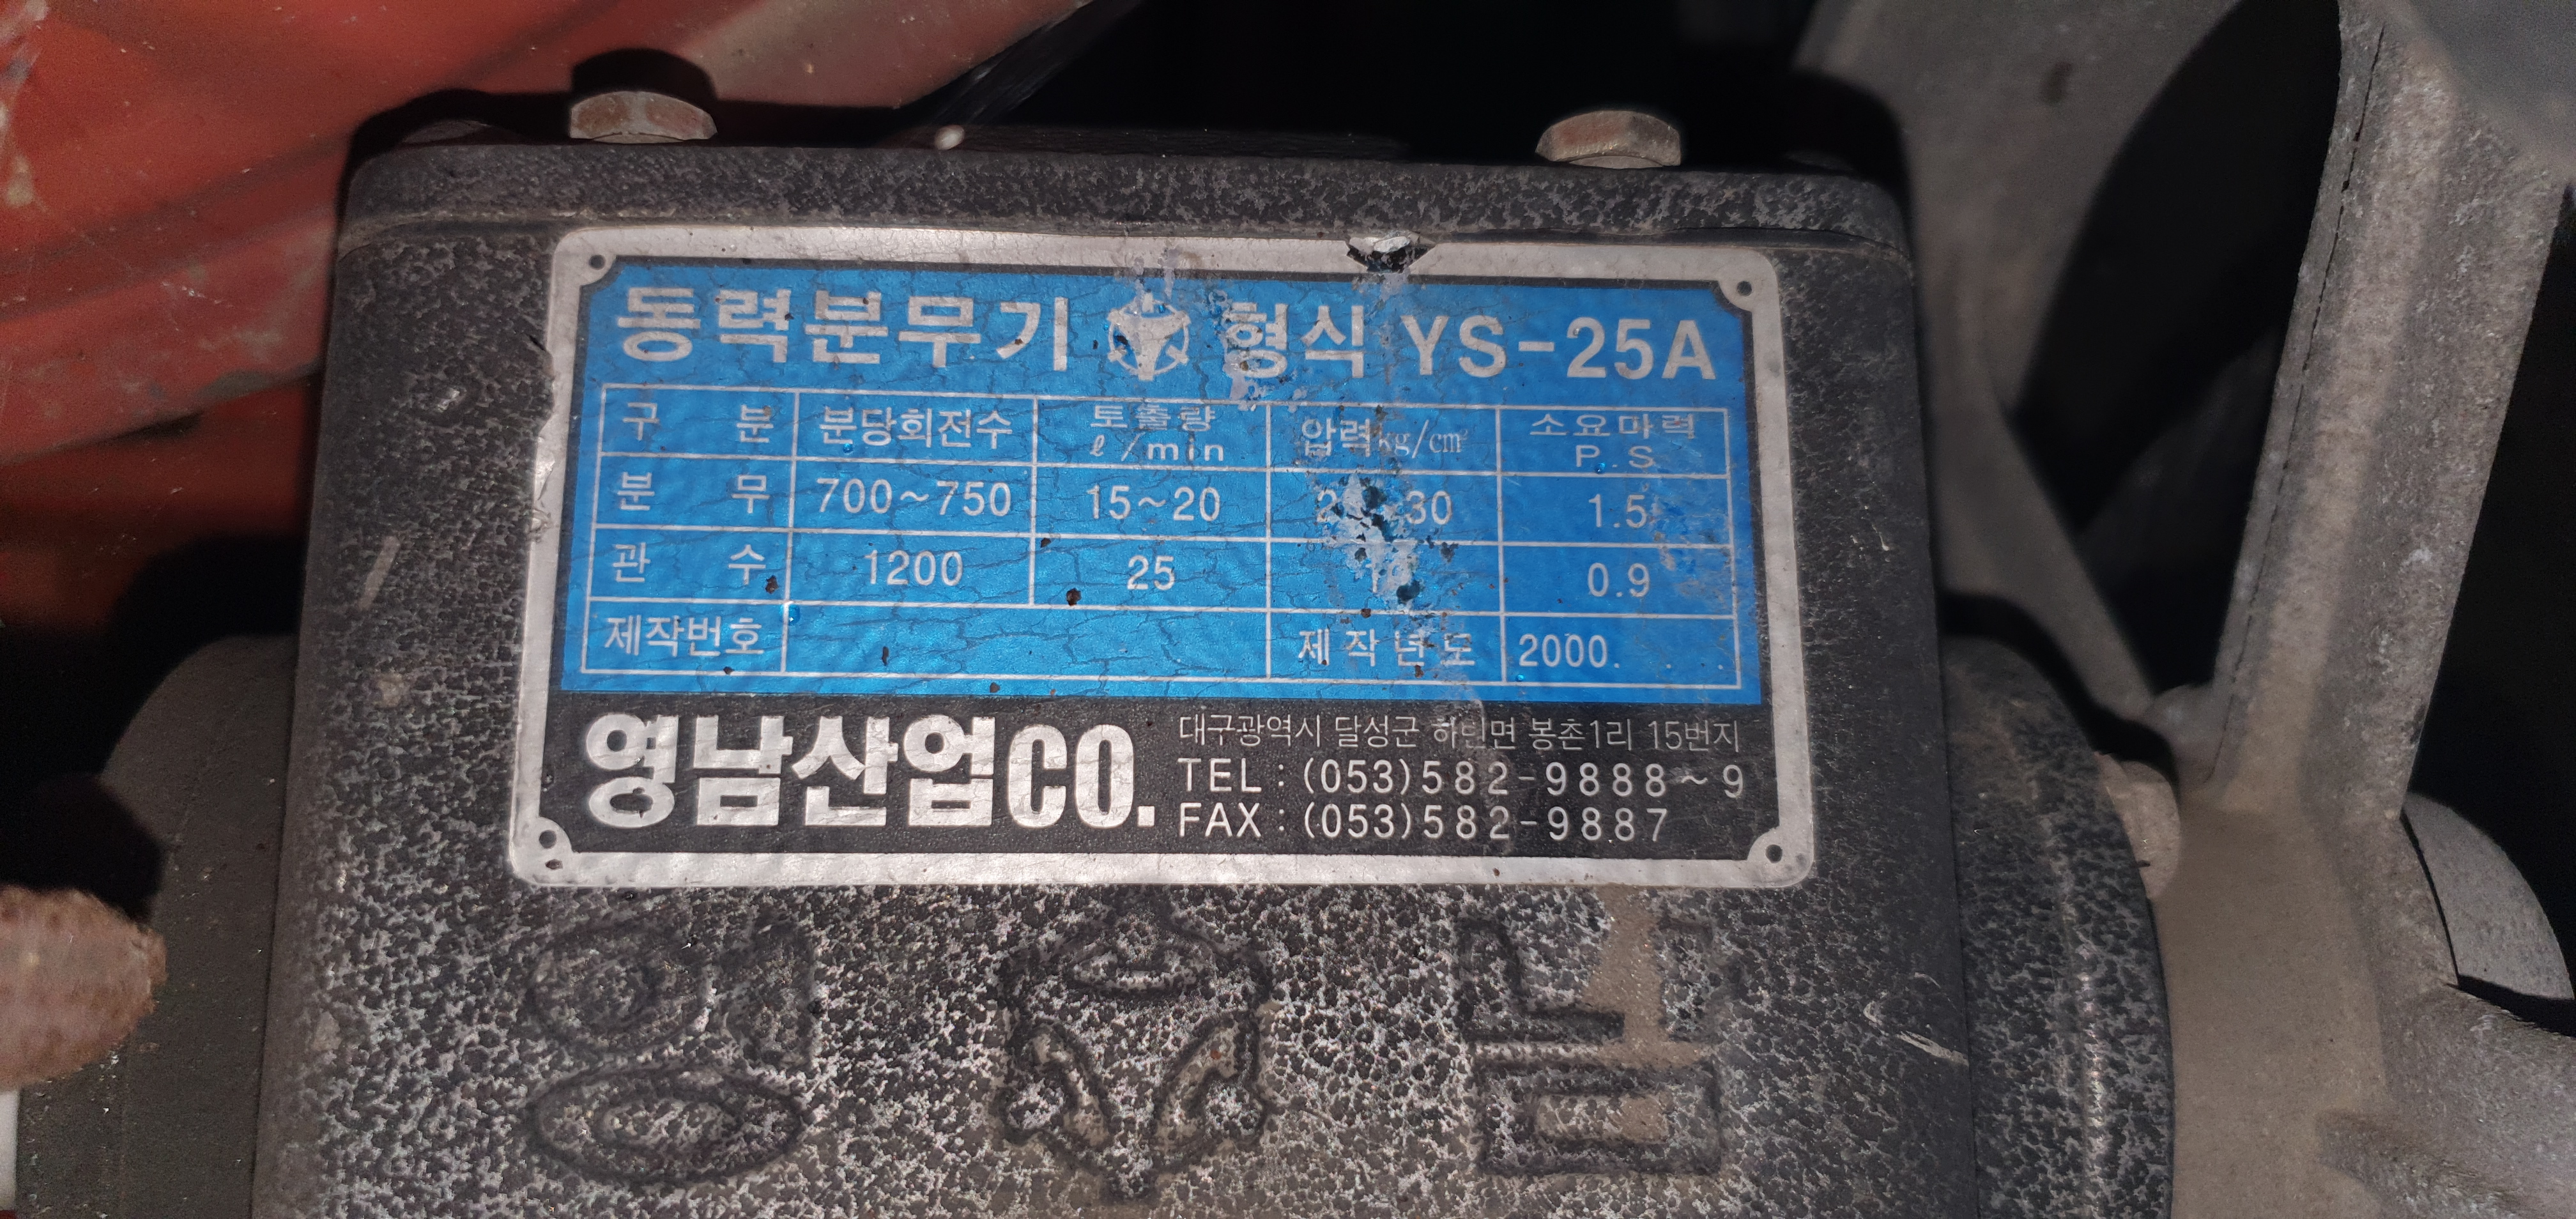 동력분무기 형식 YS-25A
구 분 분당회전수 토출량 ℓ/min 압력kg/cm² 소요마력 P.S
분 무 700~750 15~20 30 1.5
관 수 1200 25 0.9
제작번호 제작년도 2000. . .
영남산업CO.
대구광역시 달성군 하빈면 봉촌1리 15번지
TEL : (053)582-9888~9
FAX : (053)582-9887
영 남